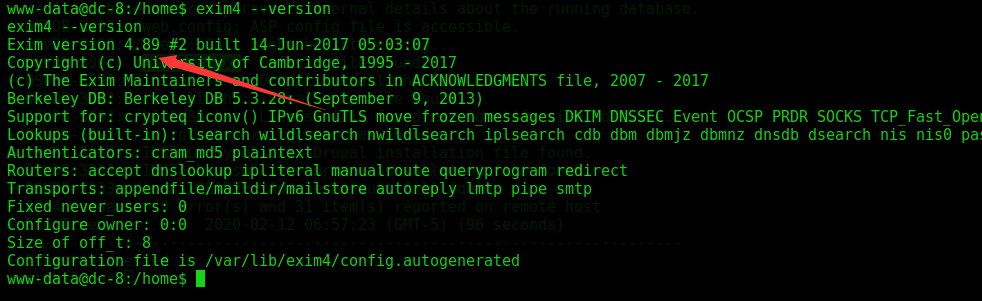 www-data@dc-8:/home$ exim4 --version
exim4 --version
Exim version 4.89 #2 built 14-Jun-2017 05:03:07
Copyright (c) University of Cambridge, 1995 - 2017
(c) The Exim Maintainers and contributors in ACKNOWLEDGMENTS file, 2007 - 2017
Berkeley DB: Berkeley DB 5.3.28: (September  9, 2013)
Support for: crypteq iconv() IPv6 GnuTLS move_frozen_messages DKIM DNSSEC Event OCSP PRDR SOCKS TCP_Fast_Open
Lookups (built-in): lsearch wildlsearch nwildlsearch iplsearch cdb dbm dbmjz dbmnz dnsdb dsearch nis nis0 pas
Authenticators: cram_md5 plaintext
Routers: accept dnslookup ipliteral manualroute queryprogram redirect
Transports: appendfile/maildir/mailstore autoreply lmtp pipe smtp
Fixed never_users: 0
Configure owner: 0:0
Size of off_t: 8
Configuration file is /var/lib/exim4/config.autogenerated
www-data@dc-8:/home$